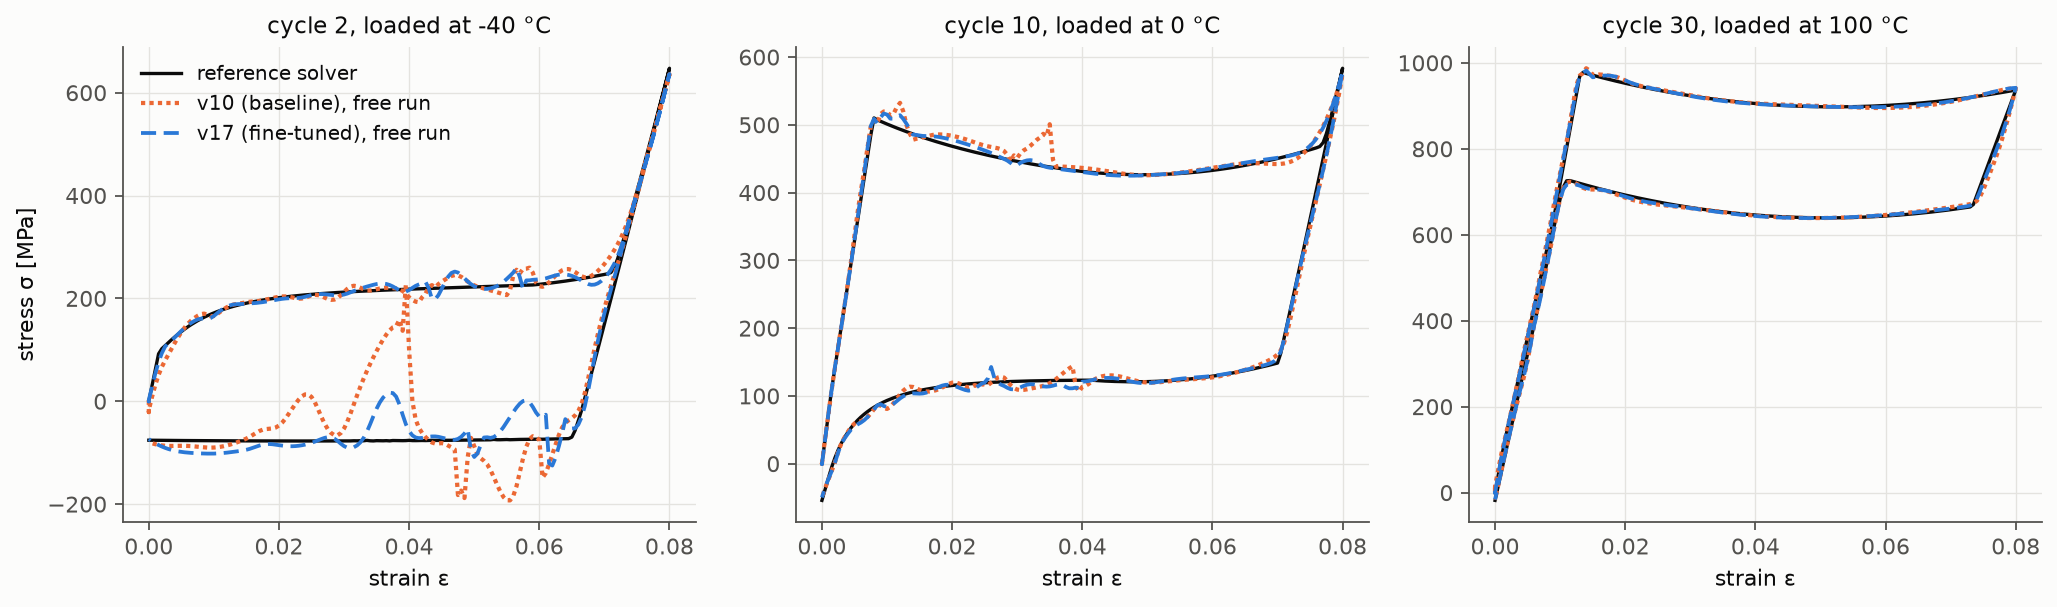 cycle 2, loaded at -40 °C
reference solver
v10 (baseline), free run
v17 (fine-tuned), free run
600
400
200
0
−200
stress σ [MPa]
0.00 0.02 0.04 0.06 0.08
strain ε
cycle 10, loaded at 0 °C
600
500
400
300
200
100
0
0.00 0.02 0.04 0.06 0.08
strain ε
cycle 30, loaded at 100 °C
1000
800
600
400
200
0
0.00 0.02 0.04 0.06 0.08
strain ε